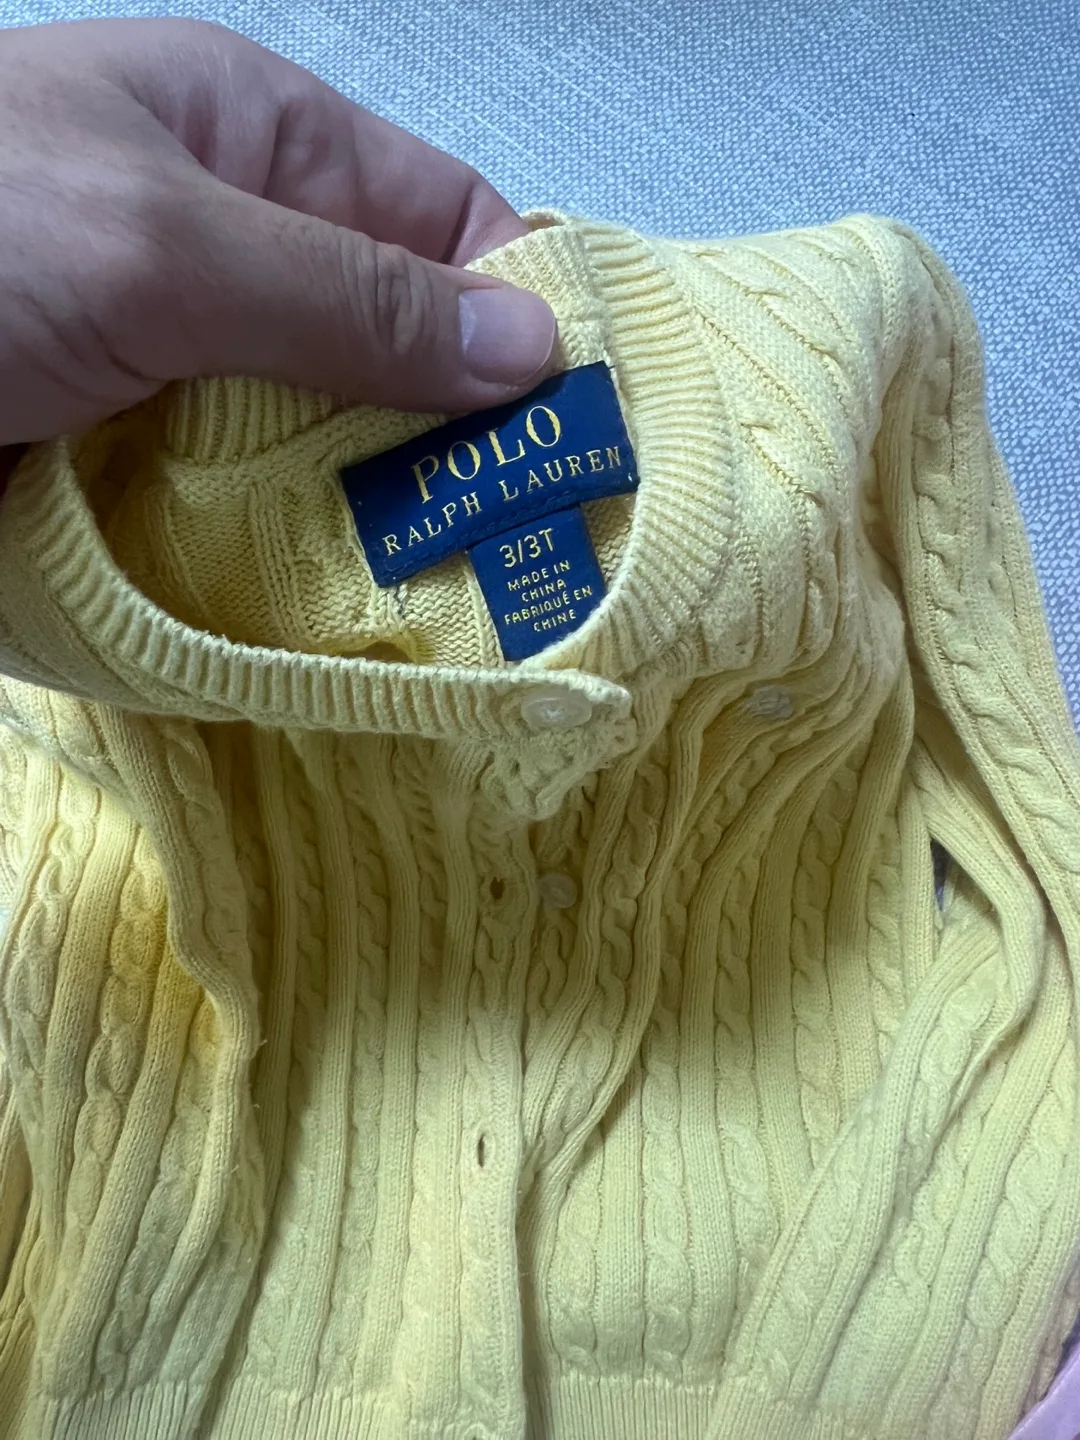 POLO
RALPH LAUREN
3/3T
MADE IN
CHINA
FABRIQUÉ EN
CHINE